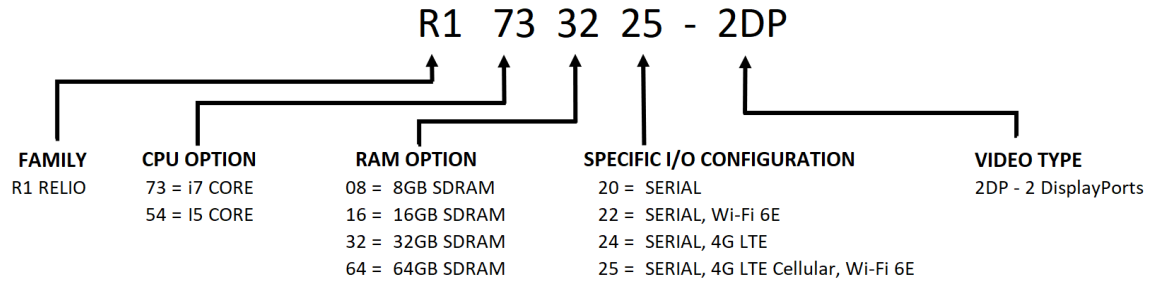 R1 73 32 25 - 2DP
FAMILY CPU OPTION RAM OPTION SPECIFIC I/O CONFIGURATION VIDEO TYPE
R1 RELIO 73 = i7 CORE 08 = 8GB SDRAM 20 = SERIAL 2DP - 2 DisplayPorts
54 = I5 CORE 16 = 16GB SDRAM 22 = SERIAL, Wi-Fi 6E
32 = 32GB SDRAM 24 = SERIAL, 4G LTE
64 = 64GB SDRAM 25 = SERIAL, 4G LTE Cellular, Wi-Fi 6E